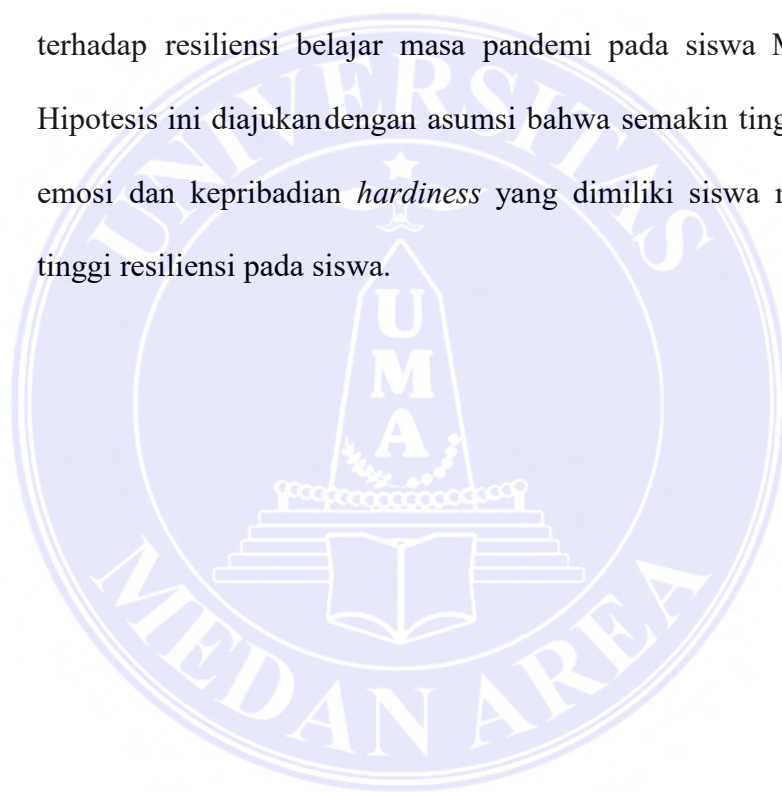 terhadap resiliensi belajar masa pandemi pada siswa
Hipotesis ini diajukan dengan asumsi bahwa semakin
emosi dan kepribadian hardiness yang dimiliki siswa
tinggi resiliensi pada siswa.
UNIVERSITAS
UMA
MEDAN AREA